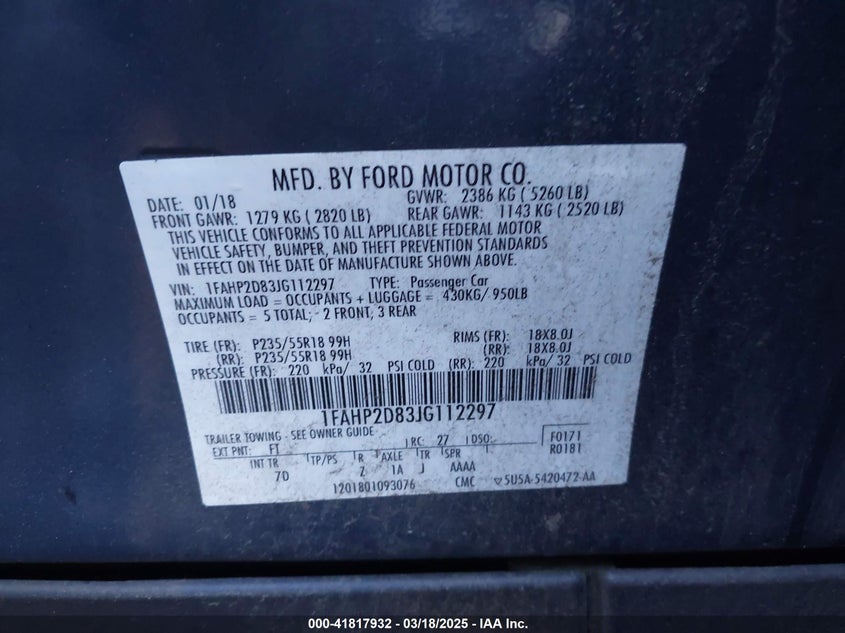 MFD. BY FORD MOTOR CO.
DATE: 01/18 GVWR: 2386 KG ( 5260 LB)
FRONT GAWR: 1279 KG ( 2820 LB) REAR GAWR: 1143 KG ( 2520 LB)
THIS VEHICLE CONFORMS TO ALL APPLICABLE FEDERAL MOTOR
VEHICLE SAFETY, BUMPER, AND THEFT PREVENTION STANDARDS
IN EFFECT ON THE DATE OF MANUFACTURE SHOWN ABOVE.
VIN: 1FAHP2D83JG112297 TYPE: Passenger Car
MAXIMUM LOAD = OCCUPANTS + LUGGAGE = 430KG/ 950LB
OCCUPANTS = 5 TOTAL; 2 FRONT, 3 REAR
TIRE (FR): P235/55R18 99H RIMS (FR): 18X8.0J
(RR): P235/55R18 99H (RR): 18X8.0J
PRESSURE (FR): 220 kPa/ 32 PSI COLD (RR): 220 kPa/ 32 PSI COLD
1FAHP2D83JG112297
TRAILER TOWING - SEE OWNER GUIDE
EXT PNT: FT RC: 27 DSO: F0171
INT TR TP/PS R AXLE TR SPR R0181
7D 2 1A J AAAA
1201801093076 CMC ▽5U5A-5420472-AA
000-41817932 - 03/18/2025 - IAA Inc.